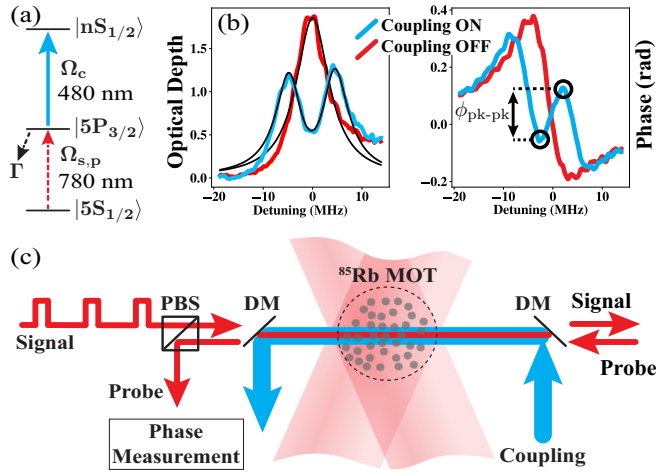 (a)
|nS1/2⟩
Ωc
480 nm
|5P3/2⟩
Γ
Ωs,p
780 nm
|5S1/2⟩
(b)
Coupling ON
Coupling OFF
Optical Depth
1.5
1.0
0.5
0.0
−20
−10
0
10
Detuning (MHz)
Phase (rad)
0.4
0.1
0.0
−0.2
ϕpk-pk
−20
−10
0
10
Detuning (MHz)
(c)
85Rb MOT
PBS
DM
DM
Signal
Signal
Probe
Probe
Phase
Measurement
Coupling